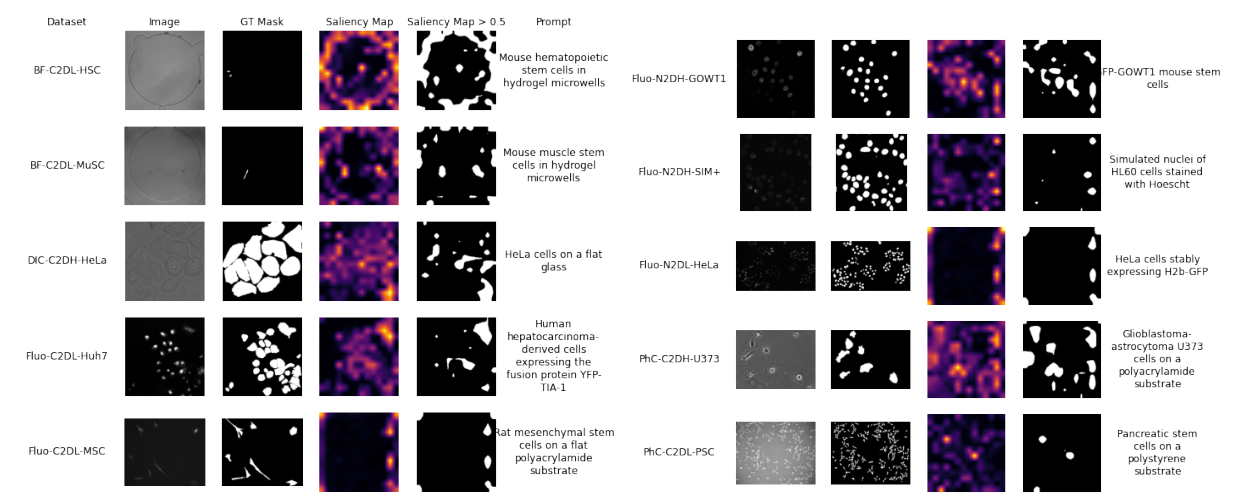 Dataset Image GT Mask Saliency Map Saliency Map > 0.5 Prompt
BF-C2DL-HSC
Mouse hematopoietic
stem cells in
hydrogel microwells
BF-C2DL-MuSC
Mouse muscle stem
cells in hydrogel
microwells
DIC-C2DH-HeLa
HeLa cells on a flat
glass
Fluo-C2DL-Huh7
Human
hepatocarcinoma-
derived cells
expressing the
fusion protein YFP-
TIA-1
Fluo-C2DL-MSC
Rat mesenchymal stem
cells on a flat
polyacrylamide
substrate
Fluo-N2DH-GOWT1
FP-GOWT1 mouse stem
cells
Fluo-N2DH-SIM+
Simulated nuclei of
HL60 cells stained
with Hoescht
Fluo-N2DL-HeLa
HeLa cells stably
expressing H2b-GFP
PhC-C2DH-U373
Glioblastoma-
astrocytoma U373
cells on a
polyacrylamide
substrate
PhC-C2DL-PSC
Pancreatic stem
cells on a
polystyrene
substrate